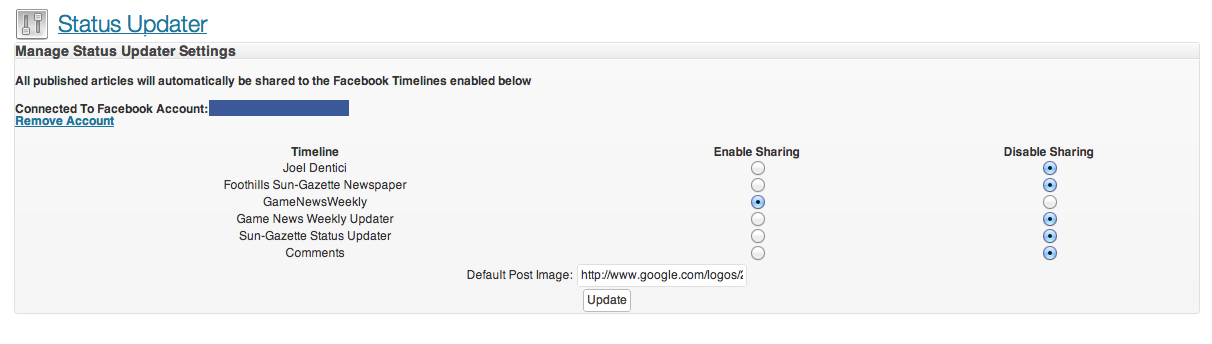 Status Updater
Manage Status Updater Settings
All published articles will automatically be shared to the Facebook Timelines enabled below
Connected To Facebook Account:
Remove Account
Timeline Enable Sharing Disable Sharing
Joel Dentici
Foothills Sun-Gazette Newspaper
GameNewsWeekly
Game News Weekly Updater
Sun-Gazette Status Updater
Comments
Default Post Image: http://www.google.com/logos/2
Update